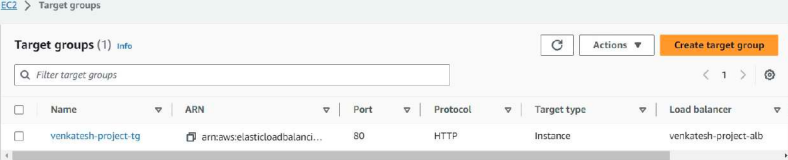 EC2 > Target groups
Target groups (1) Info
Actions ▼
Create target group
Filter target groups
< 1 >
Name ARN Port Protocol Target type Load balancer
venkatesh-project-tg arn:aws:elasticloadbalanci... 80 HTTP Instance venkatesh-project-alb